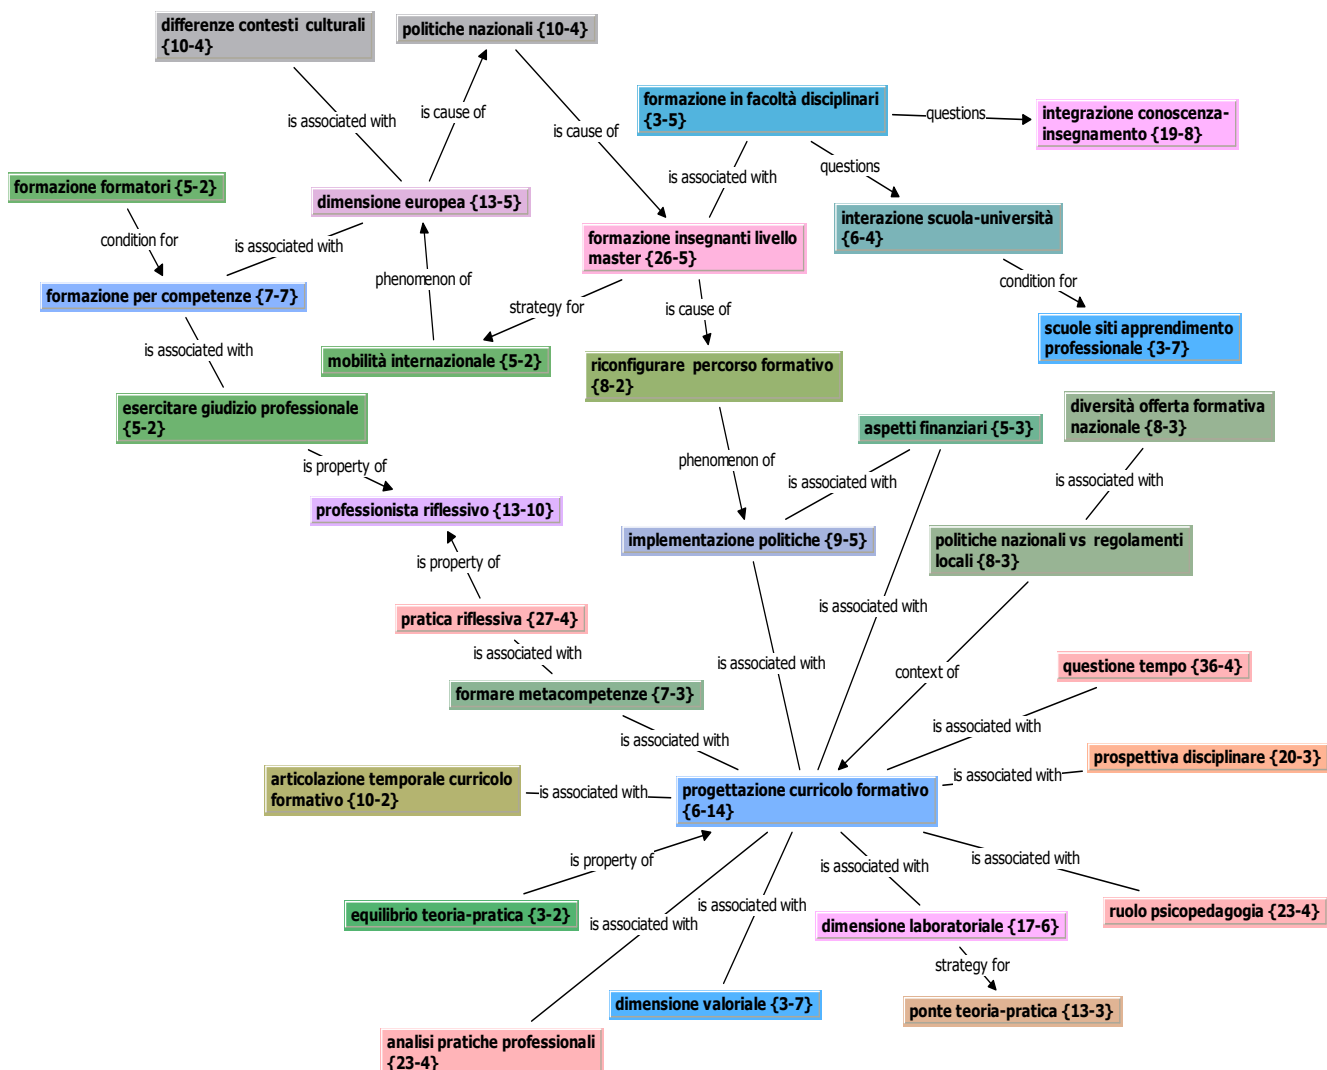 differenze contesti culturali
{10-4}
politiche nazionali {10-4}
formazione in facoltà disciplinari
{3-5}
questions
integrazione conoscenza-
insegnamento {19-8}
is associated with
is cause of
is cause of
questions
is associated with
formazione formatori {5-2}
dimensione europea {13-5}
interazione scuola-università
{6-4}
condition for
is associated with
formazione insegnanti livello
master {26-5}
phenomenon of
condition for
formazione per competenze {7-7}
strategy for
is cause of
scuole siti apprendimento
professionale {3-7}
is associated with
mobilità internazionale {5-2}
riconfigurare percorso formativo
{8-2}
esercitare giudizio professionale
{5-2}
aspetti finanziari {5-3}
diversità offerta formativa
nazionale {8-3}
is property of
phenomenon of
is associated with
is associated with
professionista riflessivo {13-10}
implementazione politiche {9-5}
politiche nazionali vs regolamenti
locali {8-3}
is property of
is associated with
pratica riflessiva {27-4}
is associated with
is associated with
context of
questione tempo {36-4}
formare metacompetenze {7-3}
is associated with
is associated with
prospettiva disciplinare {20-3}
articolazione temporale curricolo
formativo {10-2}
is associated with
is associated with
progettazione curricolo formativo
{6-14}
is property of
is associated with
is associated with
equilibrio teoria-pratica {3-2}
is associated with
is associated with
dimensione laboratoriale {17-6}
ruolo psicopedagogia {23-4}
strategy for
dimensione valoriale {3-7}
ponte teoria-pratica {13-3}
analisi pratiche professionali
{23-4}